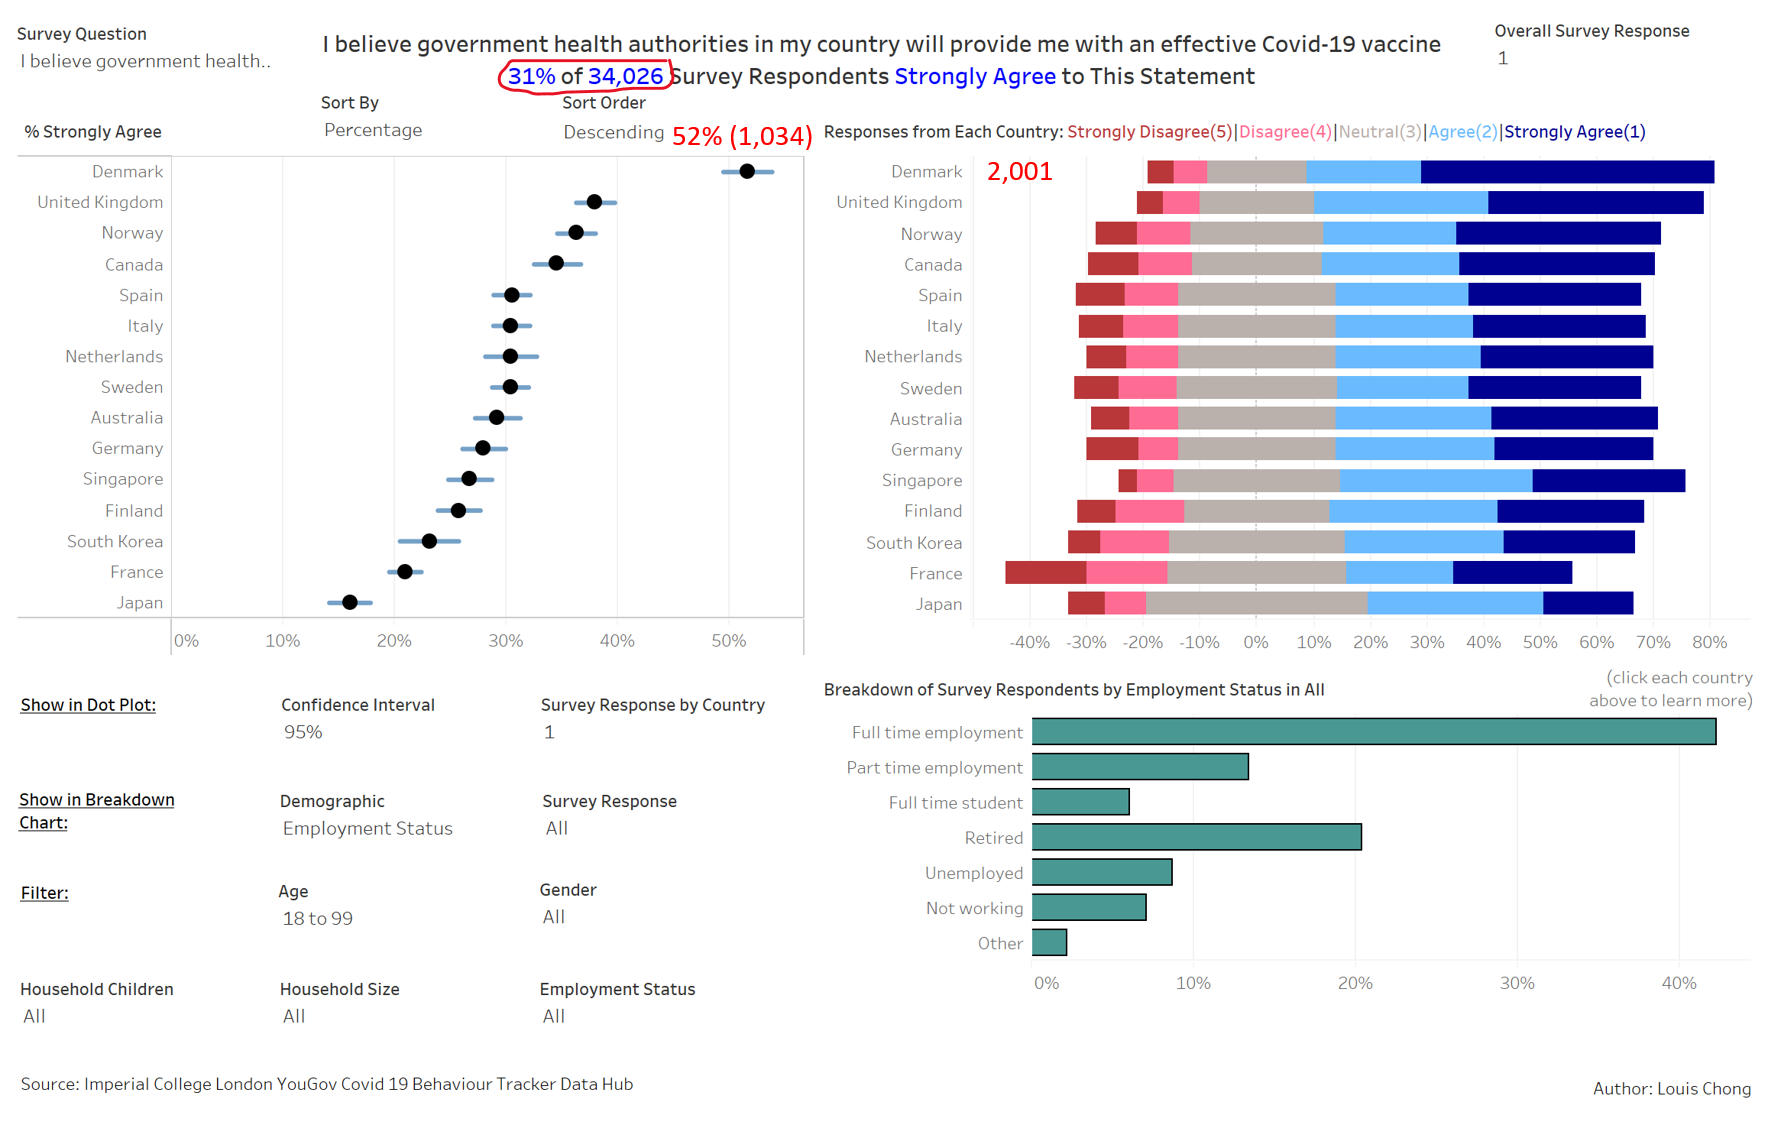 Survey Question
I believe government health..
I believe government health authorities in my country will provide me with an effective Covid-19 vaccine
31% of 34,026 Survey Respondents Strongly Agree to This Statement
Overall Survey Response
1
Sort By
Percentage
Sort Order
Descending
52% (1,034)
% Strongly Agree
Denmark
United Kingdom
Norway
Canada
Spain
Italy
Netherlands
Sweden
Australia
Germany
Singapore
Finland
South Korea
France
Japan
0% 10% 20% 30% 40% 50%
Responses from Each Country: Strongly Disagree(5)|Disagree(4)|Neutral(3)|Agree(2)|Strongly Agree(1)
Denmark 2,001
United Kingdom
Norway
Canada
Spain
Italy
Netherlands
Sweden
Australia
Germany
Singapore
Finland
South Korea
France
Japan
-40% -30% -20% -10% 0% 10% 20% 30% 40% 50% 60% 70% 80%
Show in Dot Plot:
Confidence Interval
95%
Survey Response by Country
1
Show in Breakdown
Chart:
Demographic
Employment Status
Survey Response
All
Filter:
Age
18 to 99
Gender
All
Household Children
All
Household Size
All
Employment Status
All
Breakdown of Survey Respondents by Employment Status in All
(click each country
above to learn more)
Full time employment
Part time employment
Full time student
Retired
Unemployed
Not working
Other
0% 10% 20% 30% 40%
Source: Imperial College London YouGov Covid 19 Behaviour Tracker Data Hub
Author: Louis Chong